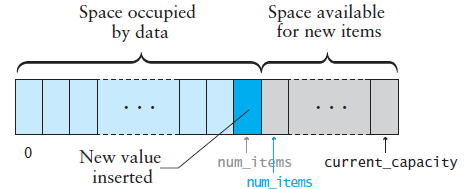 Space occupied
by data
Space available
for new items
...
...
0
New value
inserted
num_items
current_capacity
num_items